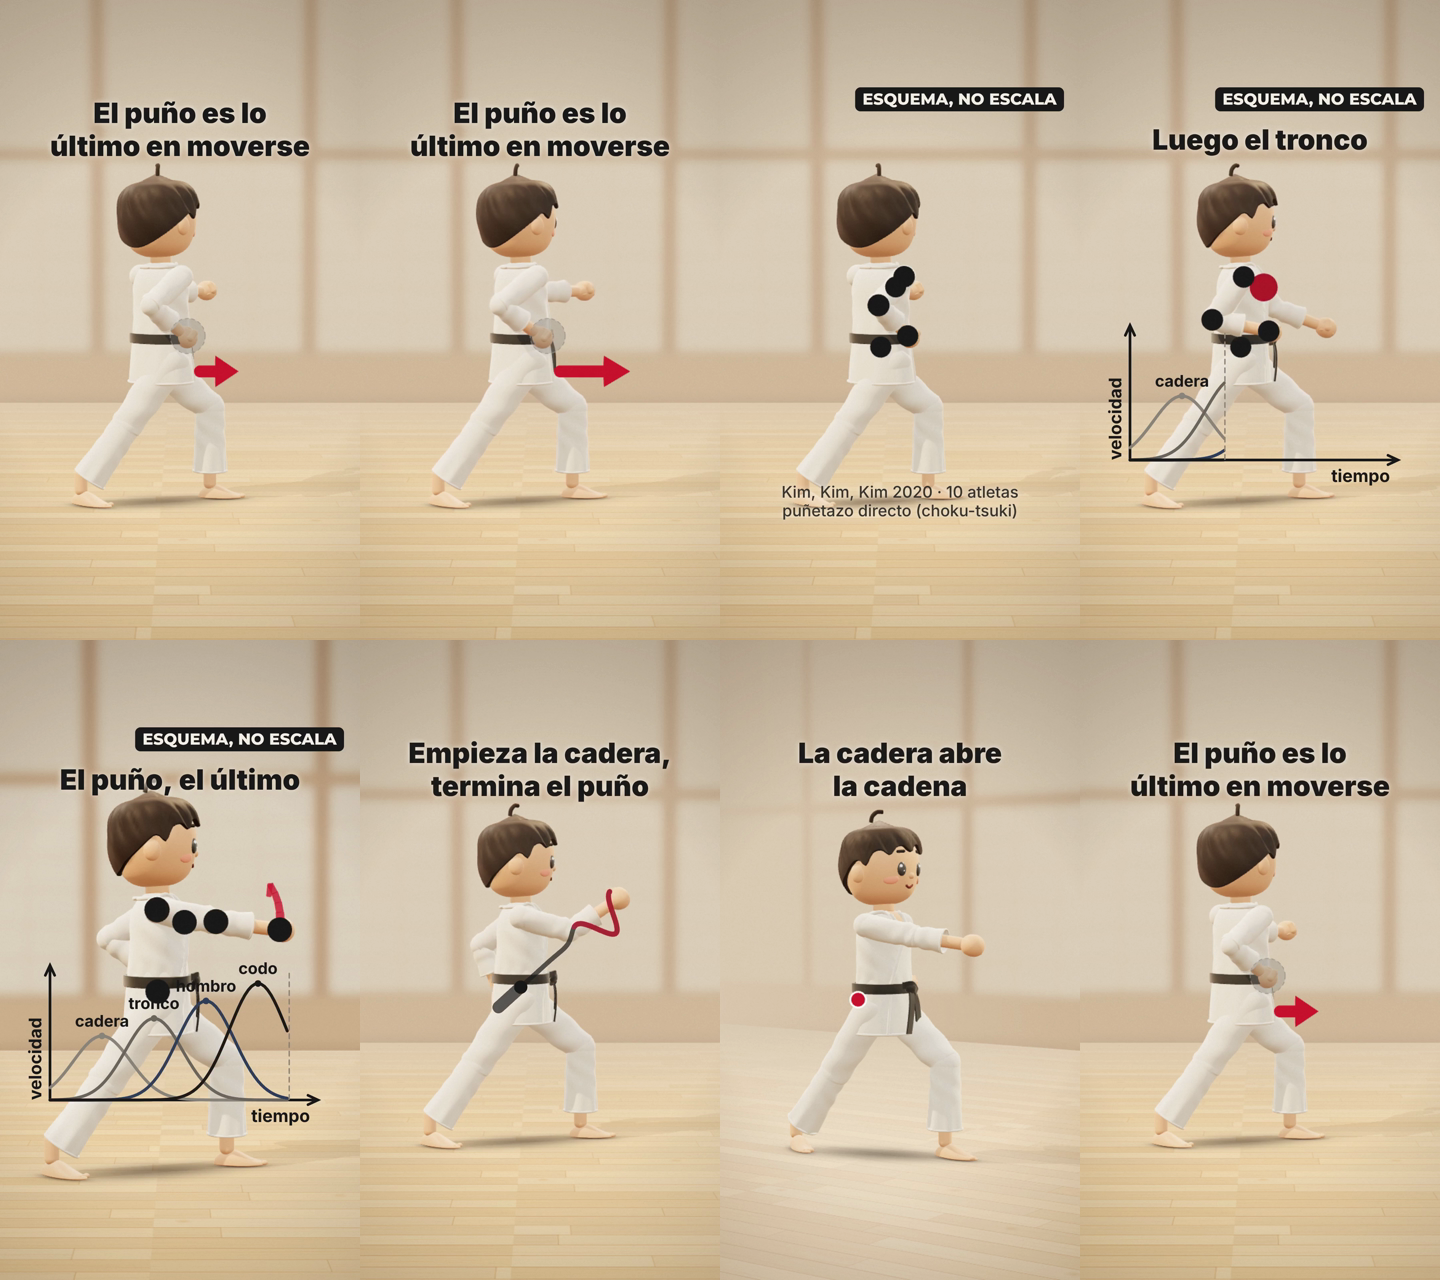 El puño es lo
último en moverse
El puño es lo
último en moverse
ESQUEMA, NO ESCALA
Kim, Kim, Kim 2020 · 10 atletas
puñetazo directo (choku-tsuki)
ESQUEMA, NO ESCALA
Luego el tronco
cadera
velocidad
tiempo
ESQUEMA, NO ESCALA
El puño, el último
codo
hombro
tronco
cadera
velocidad
tiempo
Empieza la cadera,
termina el puño
La cadera abre
la cadena
El puño es lo
último en moverse